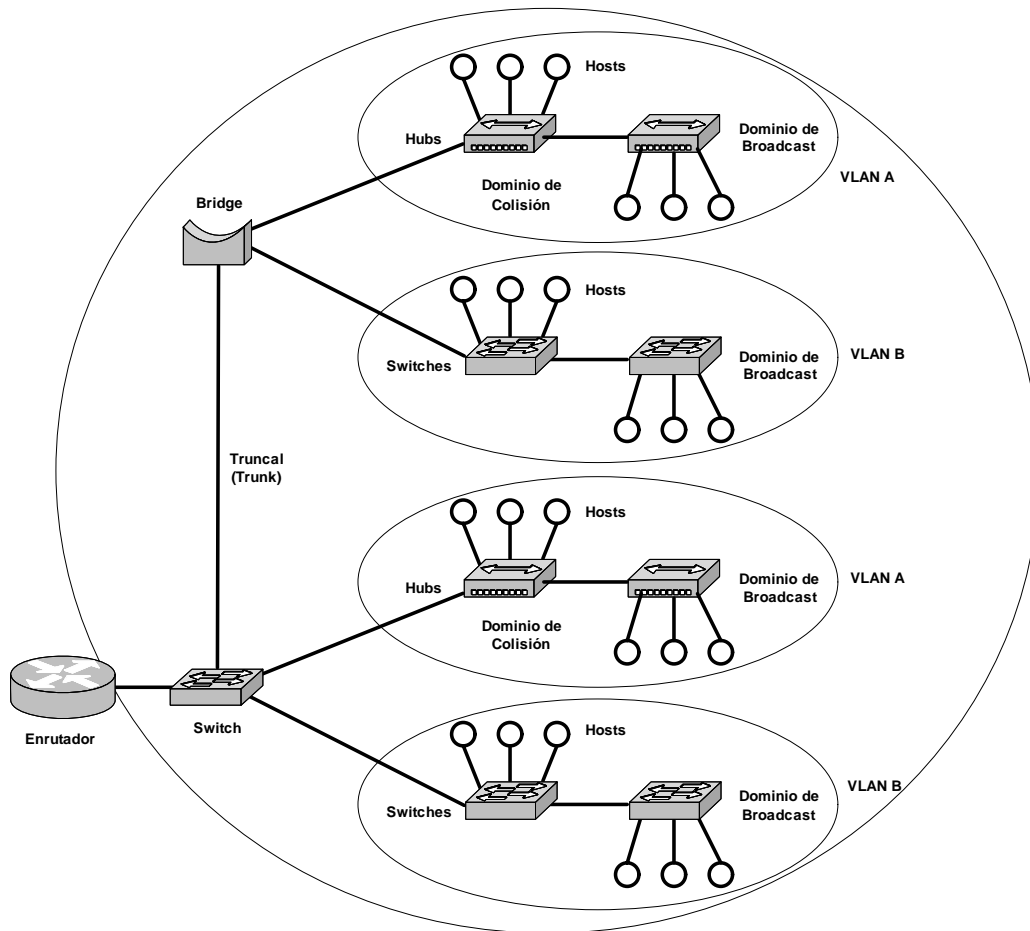 Hosts
Hubs
Dominio de
Broadcast
VLAN A
Dominio de
Colisión
Bridge
Hosts
Switches
Dominio de
Broadcast
VLAN B
Truncal
(Trunk)
Hosts
Hubs
Dominio de
Broadcast
VLAN A
Dominio de
Colisión
Enrutador
Switch
Hosts
Switches
Dominio de
Broadcast
VLAN B